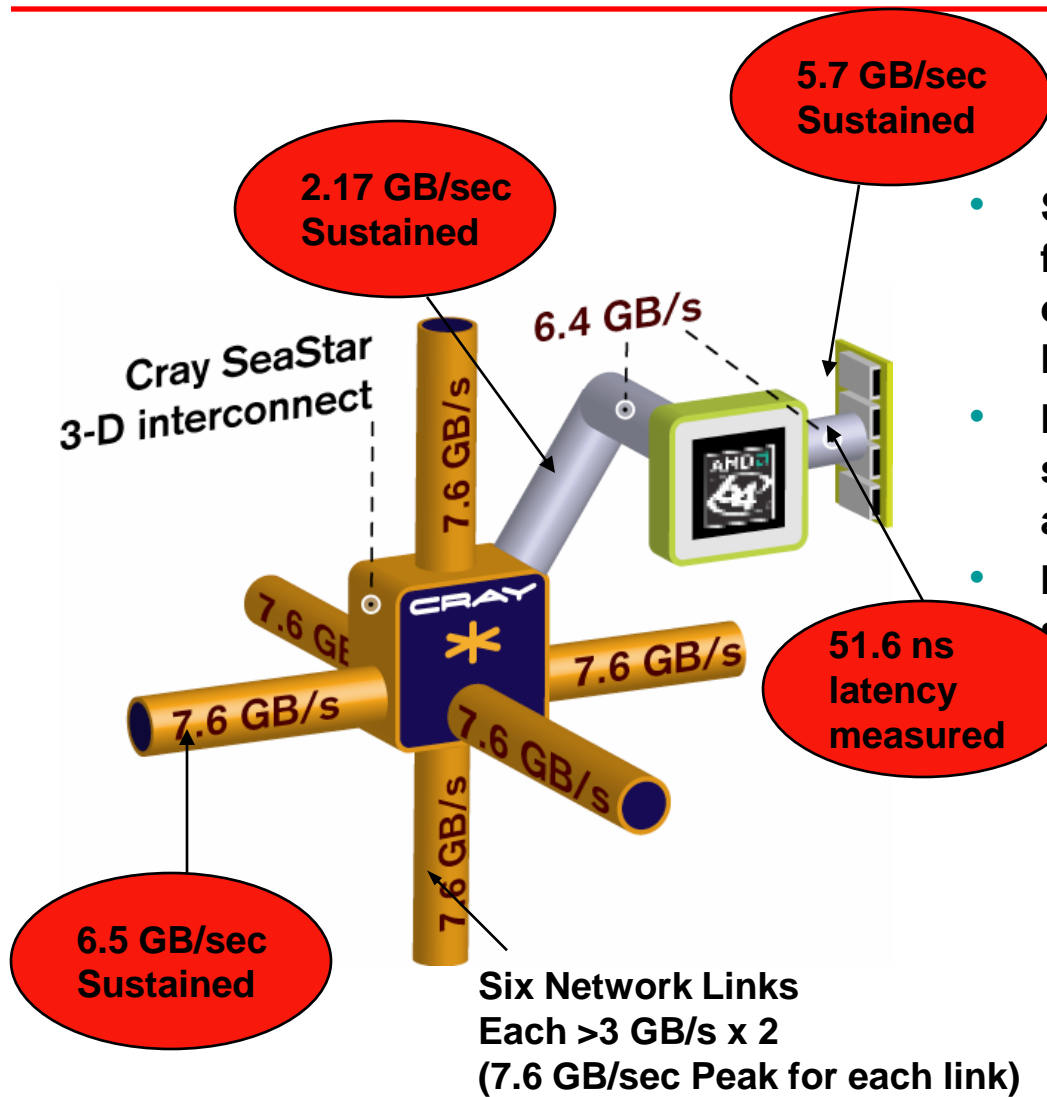 5.7 GB/sec
Sustained
2.17 GB/sec
Sustained
6.4 GB/s
Cray SeaStar
3-D interconnect
7.6 GB/s
AMD
64
CRAY
7.6 GB/s
7.6 GB/s
7.6 GB/s
7.6 GB/s
51.6 ns
latency
measured
6.5 GB/sec
Sustained
Six Network Links
Each >3 GB/s x 2
(7.6 GB/sec Peak for each link)